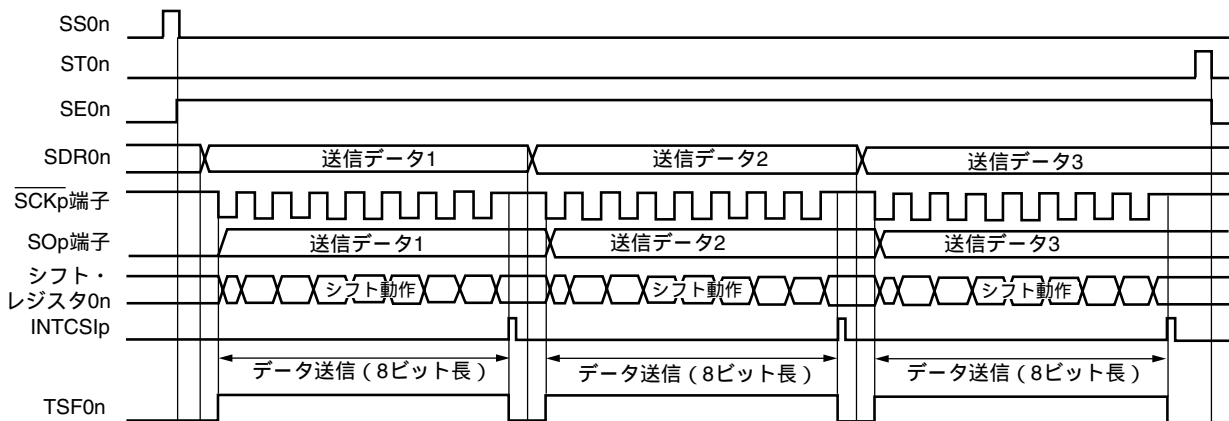 SS0n
ST0n
SE0n
SDR0n 送信データ1 送信データ2 送信データ3
SCKp端子
SOp端子 送信データ1 送信データ2 送信データ3
シフト・
レジスタ0n シフト動作 シフト動作 シフト動作
INTCSIp
データ送信(8ビット長) データ送信(8ビット長) データ送信(8ビット長)
TSF0n